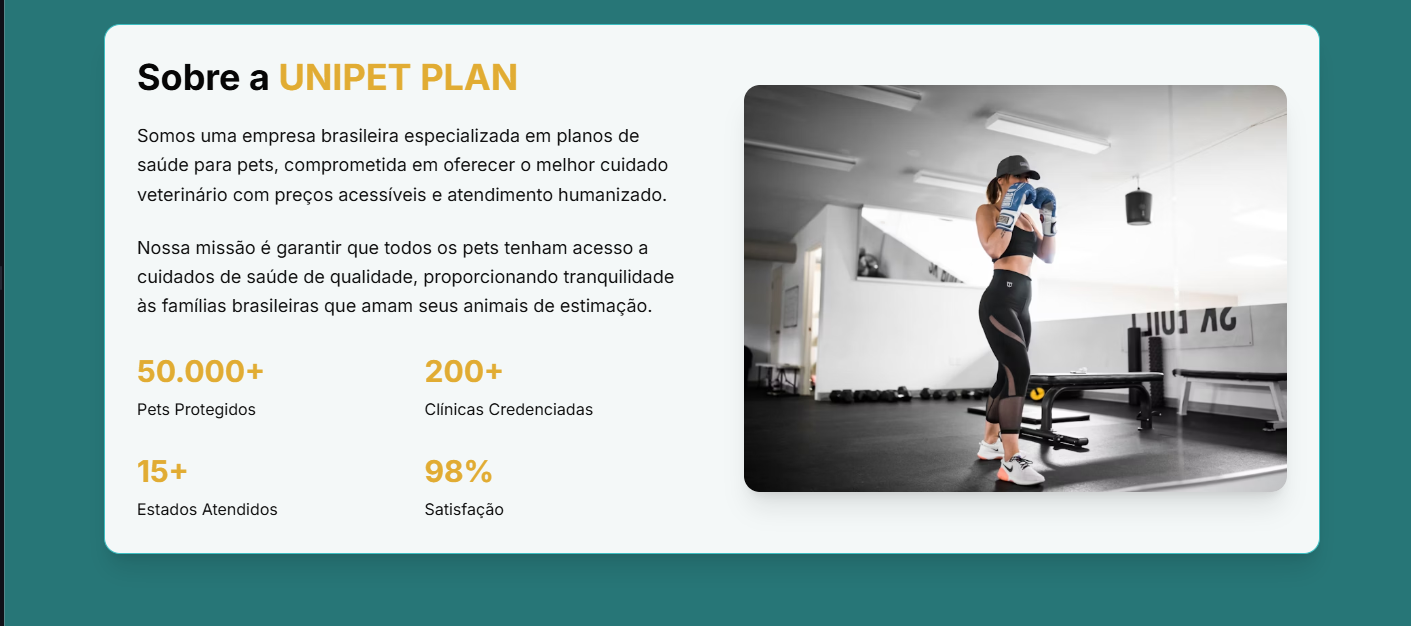 Sobre a UNIPET PLAN
Somos uma empresa brasileira especializada em planos de
saúde para pets, comprometida em oferecer o melhor cuidado
veterinário com preços acessíveis e atendimento humanizado.
Nossa missão é garantir que todos os pets tenham acesso a
cuidados de saúde de qualidade, proporcionando tranquilidade
às famílias brasileiras que amam seus animais de estimação.
50.000+
Pets Protegidos
200+
Clínicas Credenciadas
15+
Estados Atendidos
98%
Satisfação